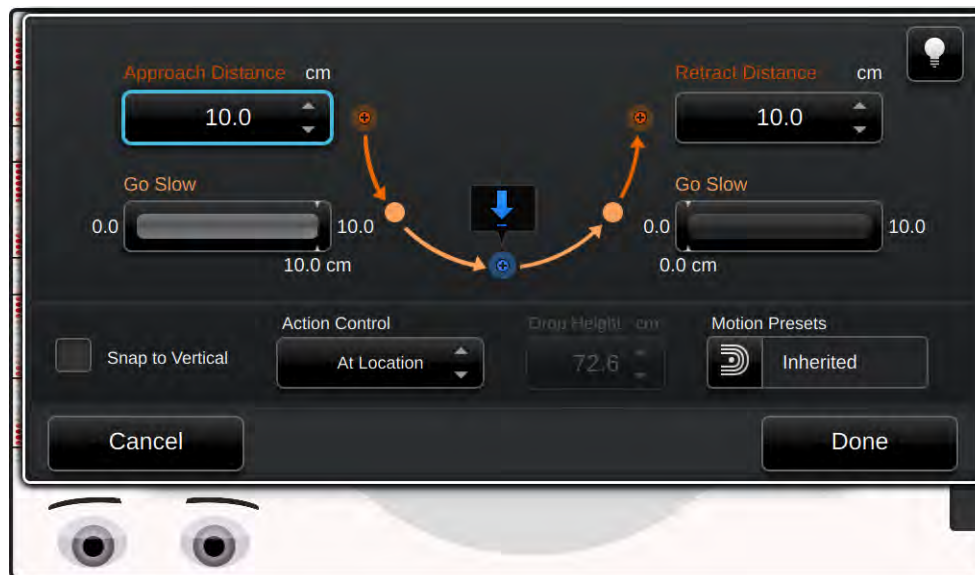 Approach Distance cm
10.0
Retract Distance cm
10.0
Go Slow
0.0
10.0
10.0 cm
Go Slow
0.0
10.0
0.0 cm
Snap to Vertical
Action Control
At Location
Drop Height cm
72.6
Motion Presets
Inherited
Cancel
Done